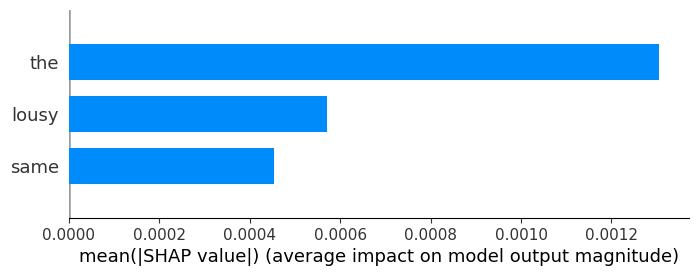 the
lousy
same
0.0000 0.0002 0.0004 0.0006 0.0008 0.0010 0.0012
mean(|SHAP value|) (average impact on model output magnitude)